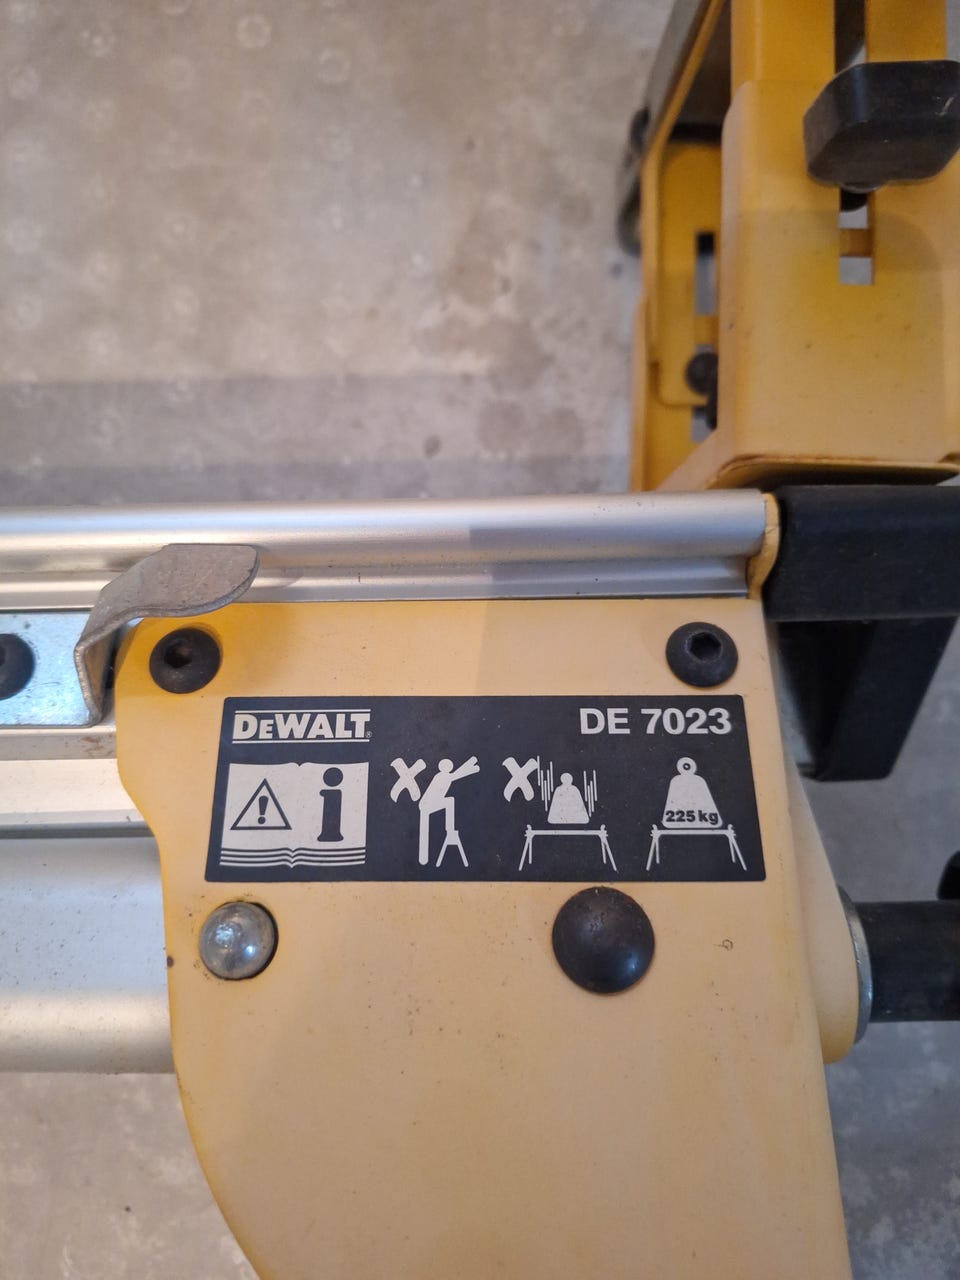 DEWALT®
DE 7023
i
225 kg